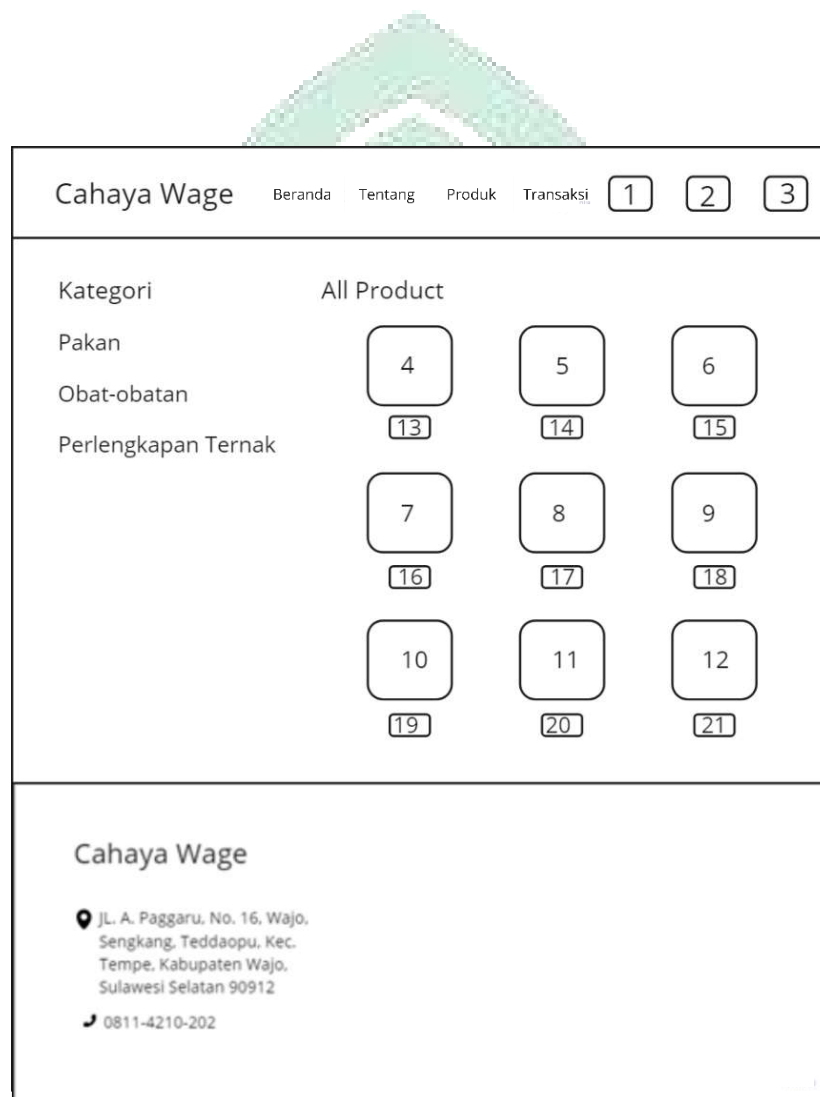 Cahaya Wage Beranda Tentang Produk Transaksi 1 2 3
Kategori All Product
Pakan
Obat-obatan
Perlengkapan Ternak
4 5 6
13 14 15
7 8 9
16 17 18
10 11 12
19 20 21
Cahaya Wage
JL. A. Paggaru, No. 16, Wajo,
Sengkang, Teddaopu, Kec.
Tempe, Kabupaten Wajo,
Sulawesi Selatan 90912
0811-4210-202